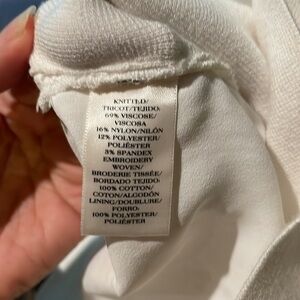 KNITTED/
TRICOT/TEJIDO:
69% VISCOSE/
VISCOSA
16% NYLON/NILÓN
12% POLYESTER/
POLIÉSTER
3% SPANDEX
EMBROIDERY
WOVEN/
BRODERIE TISSÉE/
BORDADO TEJIDO:
100% COTTON/
COTON/ALGODÓN
LINING/DOUBLURE/
FORRO:
100% POLYESTER/
POLIÉSTER